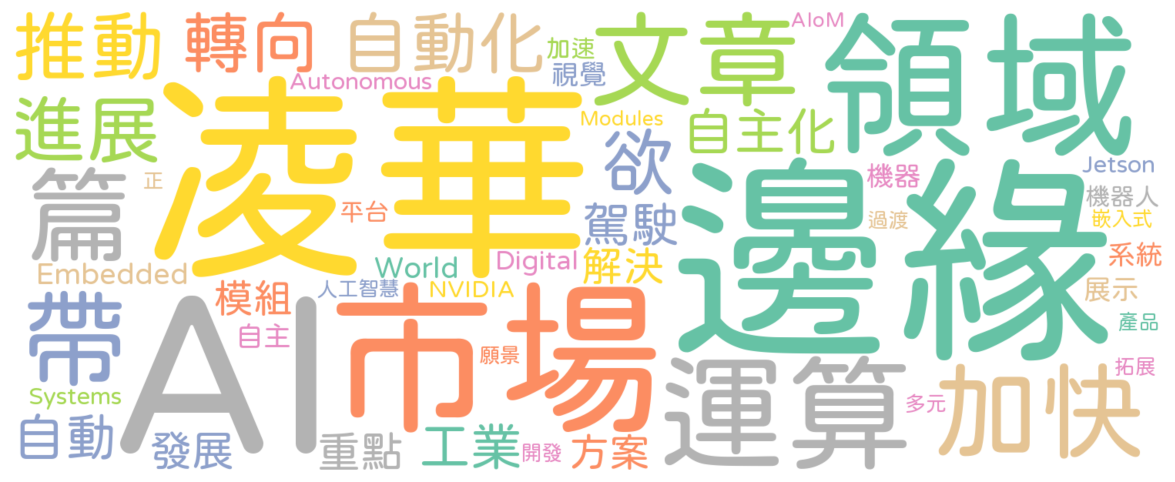 推動
轉向
自動化
加速
視覺
文章
AIoM
領域
進展
凌華
Autonomous
Modules
自主化
欲
機器
Jetson
篇
正
平台
駕駛
邊緣
過渡
機器人
嵌入式
Embedded
World
Digital
解決
系統
帶
模組
人工智慧
NVIDIA
展示
自主
AI
市場
願景
產品
Systems
運算
加快
拓展
多元
自動
發展
重點
工業
開發
方案